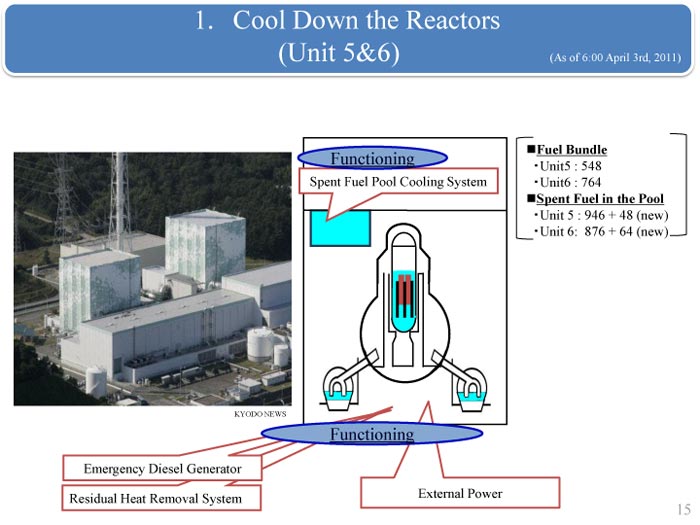 1. Cool Down the Reactors
(Unit 5&6)
(As of 6:00 April 3rd, 2011)
Functioning
Spent Fuel Pool Cooling System
■Fuel Bundle
・Unit5 : 548
・Unit6 : 764
■Spent Fuel in the Pool
・Unit 5 : 946 + 48 (new)
・Unit 6: 876 + 64 (new)
KYODO NEWS
Functioning
Emergency Diesel Generator
Residual Heat Removal System
External Power
15